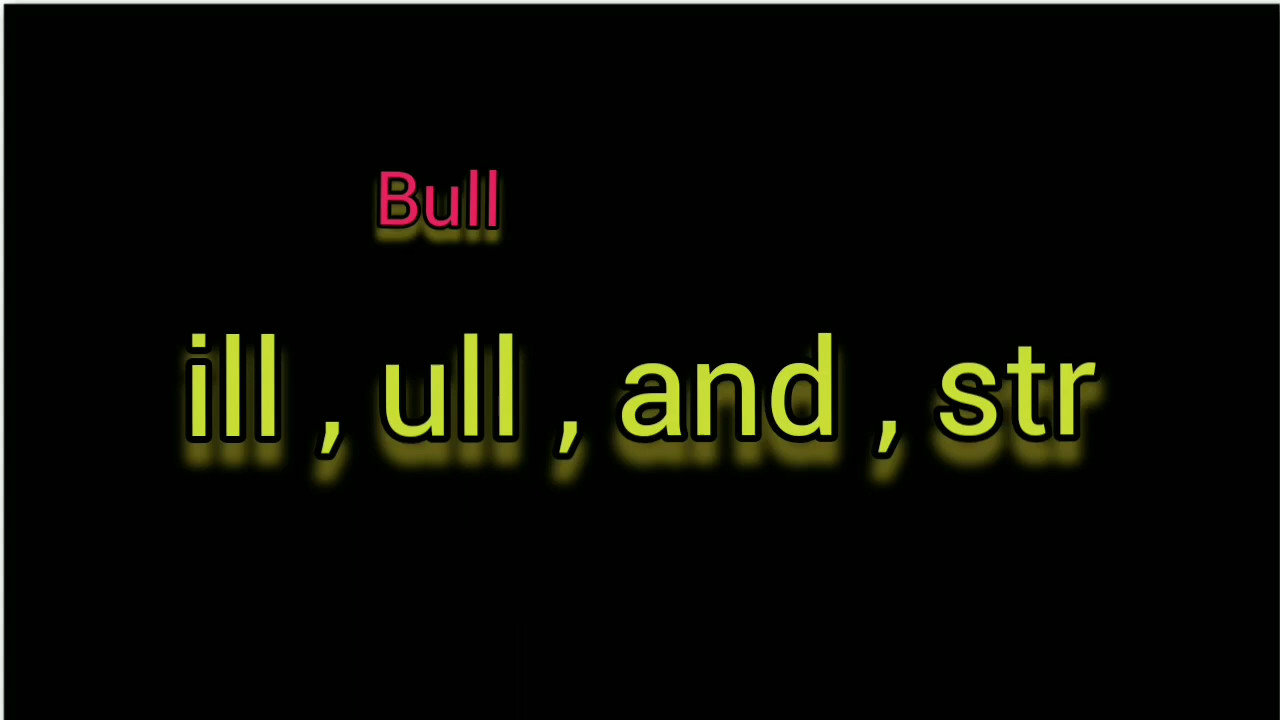 Bull
ill , ull , and , str